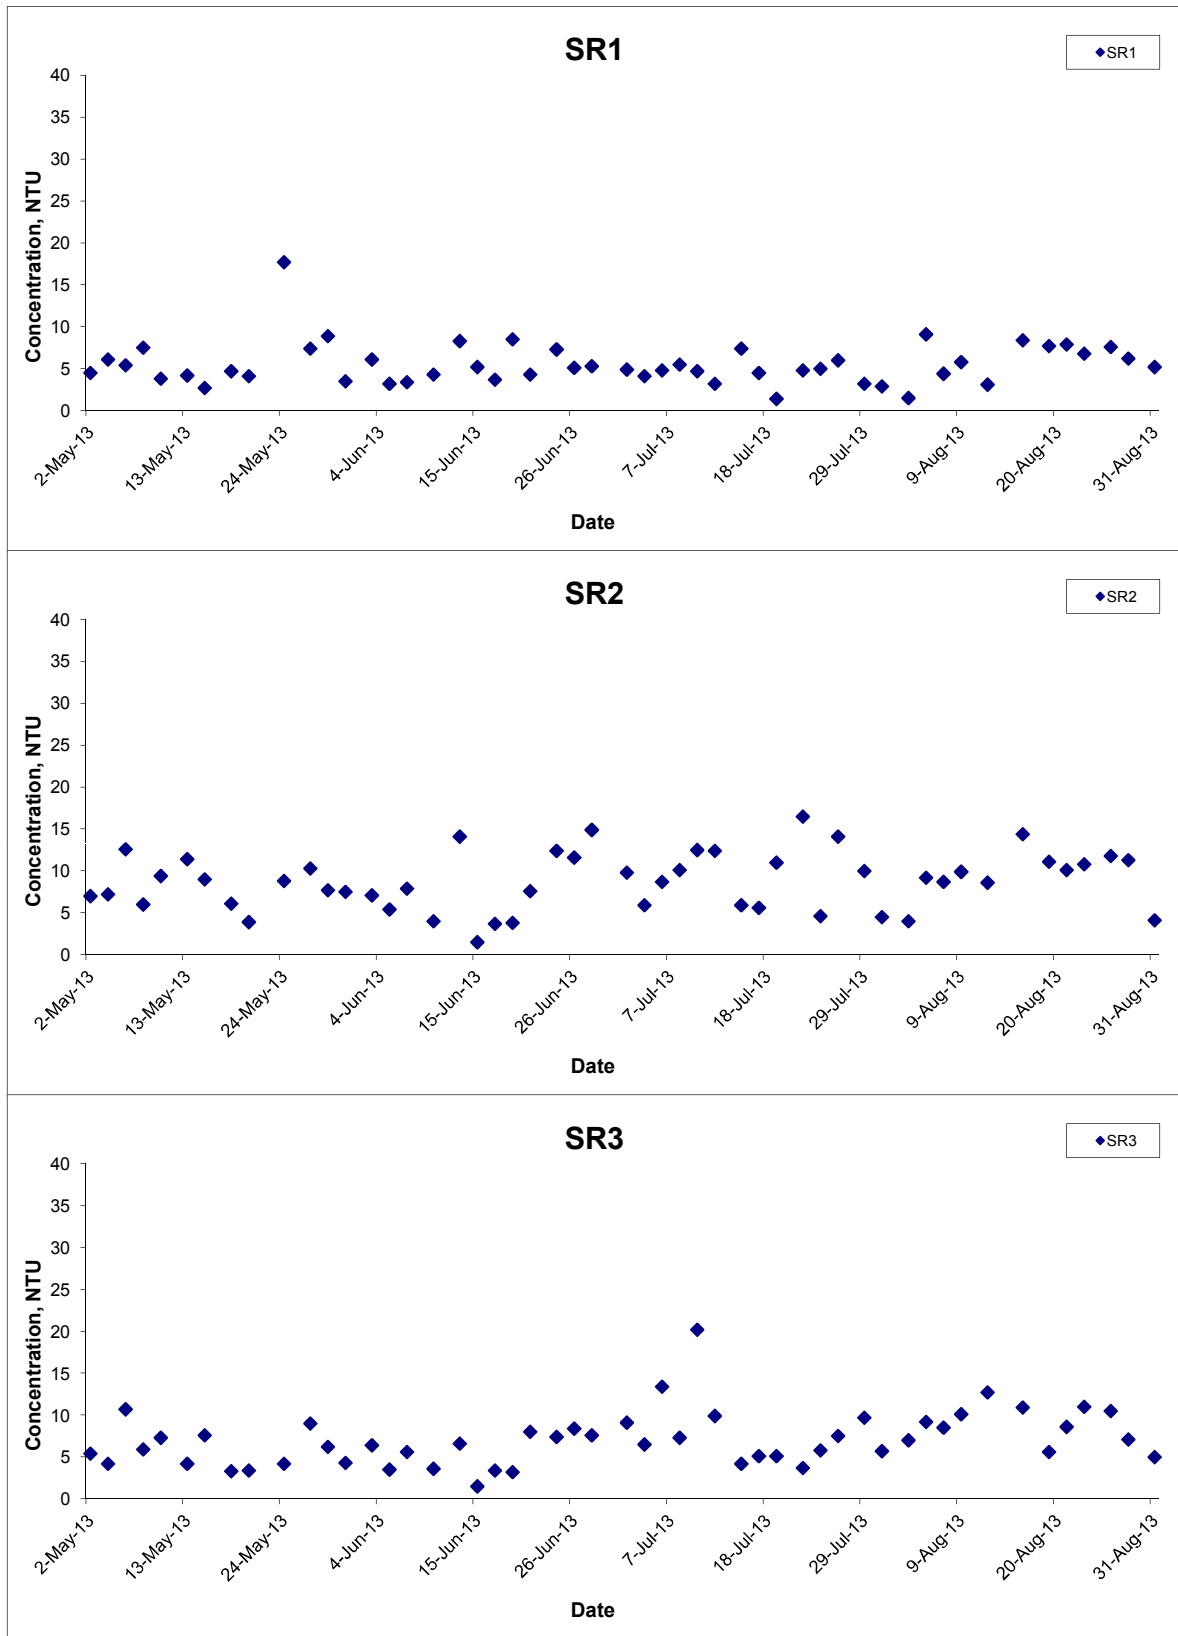 SR1
SR1
40
35
30
25
20
15
10
5
0
Concentration, NTU
2-May-13
13-May-13
24-May-13
4-Jun-13
15-Jun-13
26-Jun-13
7-Jul-13
18-Jul-13
29-Jul-13
9-Aug-13
20-Aug-13
31-Aug-13
Date
SR2
SR2
40
35
30
25
20
15
10
5
0
Concentration, NTU
2-May-13
13-May-13
24-May-13
4-Jun-13
15-Jun-13
26-Jun-13
7-Jul-13
18-Jul-13
29-Jul-13
9-Aug-13
20-Aug-13
31-Aug-13
Date
SR3
SR3
40
35
30
25
20
15
10
5
0
Concentration, NTU
2-May-13
13-May-13
24-May-13
4-Jun-13
15-Jun-13
26-Jun-13
7-Jul-13
18-Jul-13
29-Jul-13
9-Aug-13
20-Aug-13
31-Aug-13
Date